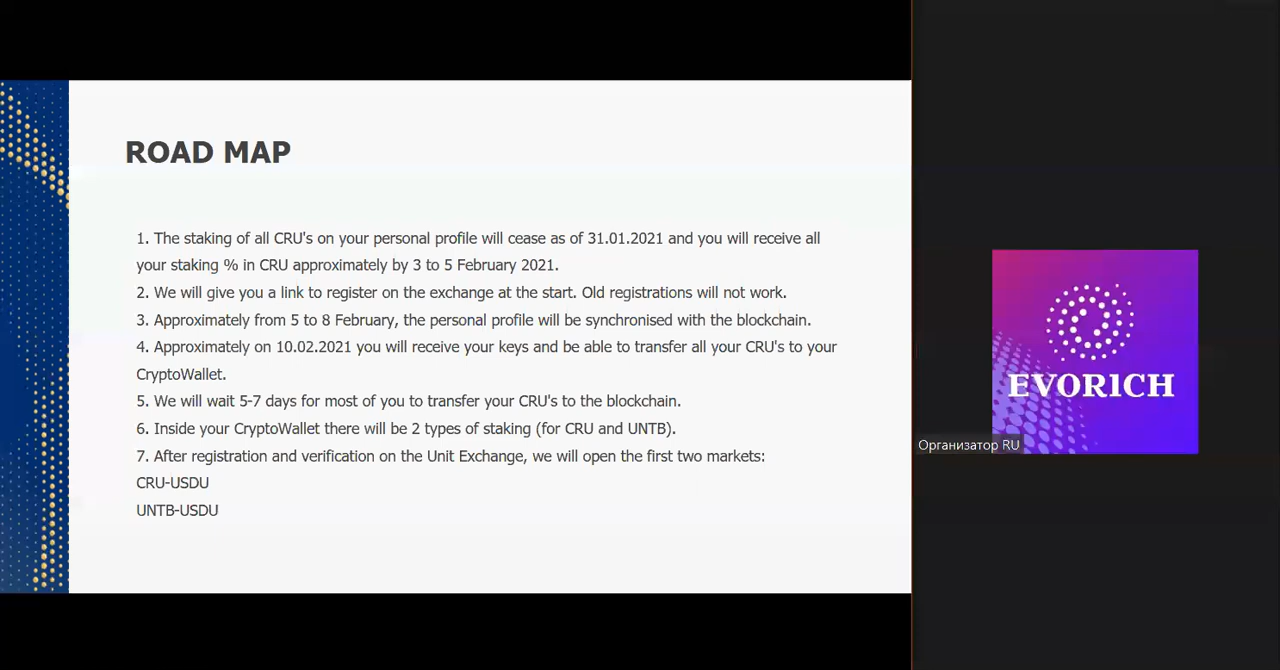 ROAD MAP
1. The staking of all CRU's on your personal profile will cease as of 31.01.2021 and you will receive all
your staking % in CRU approximately by 3 to 5 February 2021.
2. We will give you a link to register on the exchange at the start. Old registrations will not work.
3. Approximately from 5 to 8 February, the personal profile will be synchronised with the blockchain.
4. Approximately on 10.02.2021 you will receive your keys and be able to transfer all your CRU's to your
CryptoWallet.
5. We will wait 5-7 days for most of you to transfer your CRU's to the blockchain.
6. Inside your CryptoWallet there will be 2 types of staking (for CRU and UNTB).
7. After registration and verification on the Unit Exchange, we will open the first two markets:
CRU-USDU
UNTB-USDU
EVORICH
Организатор RU